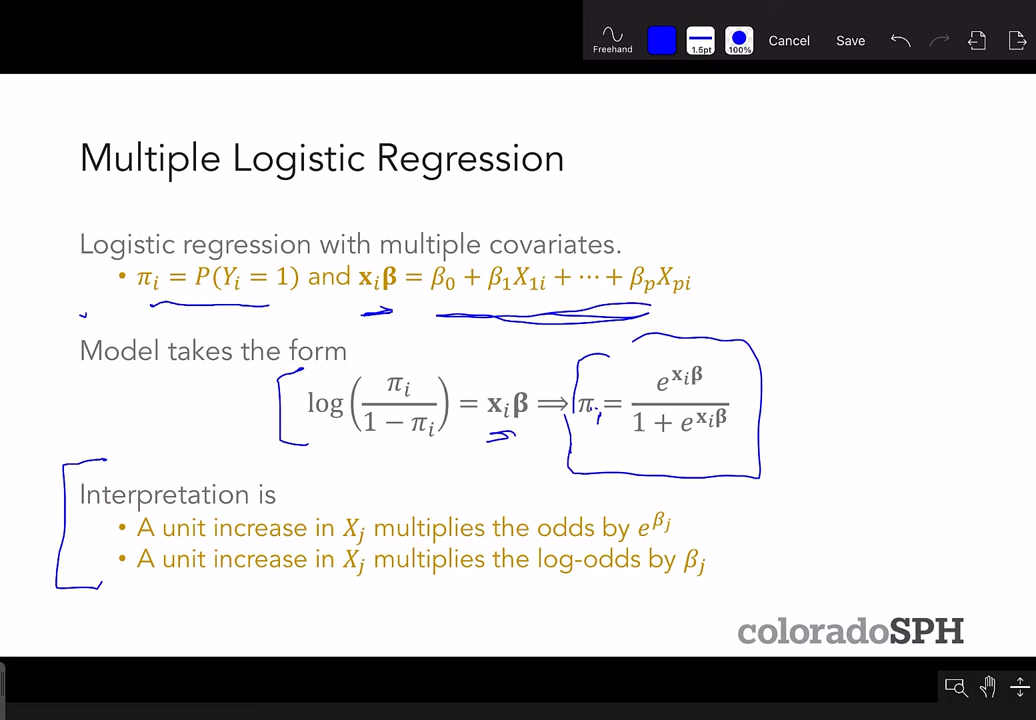 Freehand
1.5pt
100%
Cancel
Save
Multiple Logistic Regression
Logistic regression with multiple covariates.
• πᵢ = P(Yᵢ = 1) and xᵢβ = β₀ + β₁X₁ᵢ + ⋯ + βₚXₚᵢ
Model takes the form
log(πᵢ / (1 − πᵢ)) = xᵢβ ⟹ πᵢ = e^(xᵢβ) / (1 + e^(xᵢβ))
Interpretation is
• A unit increase in Xⱼ multiplies the odds by e^(βⱼ)
• A unit increase in Xⱼ multiplies the log-odds by βⱼ
coloradoSPH